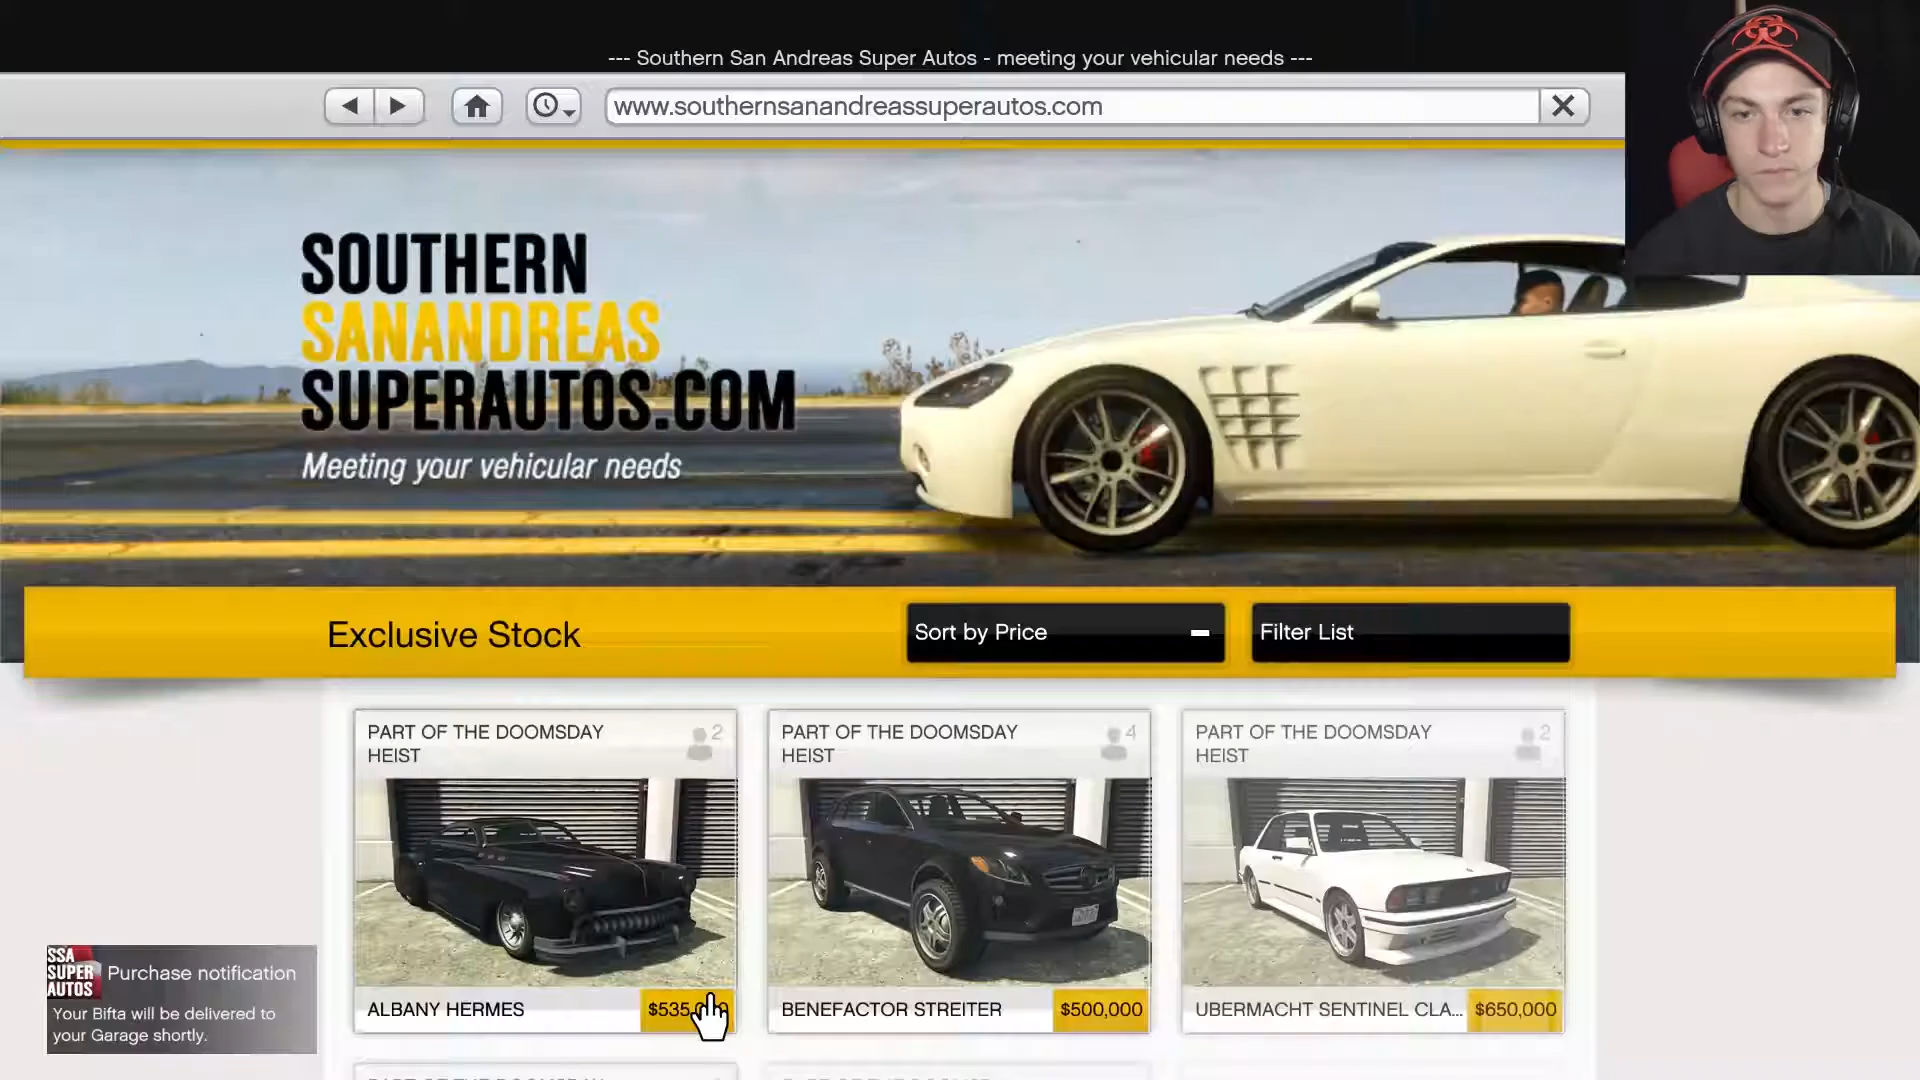 --- Southern San Andreas Super Autos - meeting your vehicular needs ---
www.southernsanandreassuperautos.com
SOUTHERN
SANANDREAS
SUPERAUTOS.COM
Meeting your vehicular needs
Exclusive Stock
Sort by Price
Filter List
PART OF THE DOOMSDAY
HEIST
2
PART OF THE DOOMSDAY
HEIST
4
PART OF THE DOOMSDAY
HEIST
2
ALBANY HERMES
$535,
BENEFACTOR STREITER
$500,000
UBERMACHT SENTINEL CLA...
$650,000
SSA
SUPER
AUTOS
Purchase notification
Your Bifta will be delivered to
your Garage shortly.